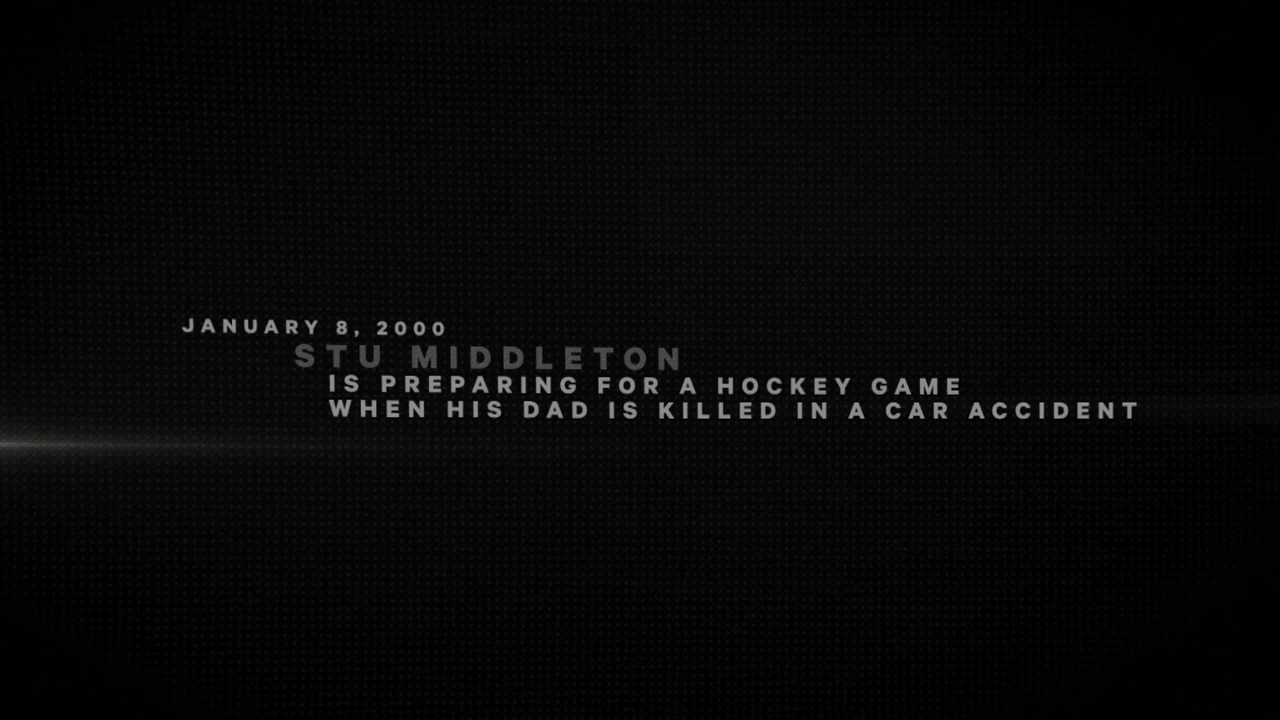 JANUARY 8, 2000
STU MIDDLETON
IS PREPARING FOR A HOCKEY GAME
WHEN HIS DAD IS KILLED IN A CAR ACCIDENT